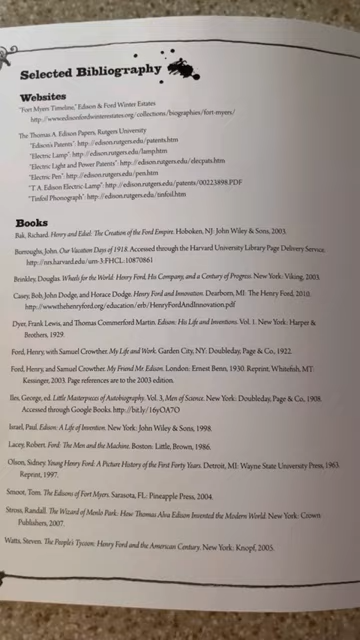 Selected Bibliography
Websites
"Fort Myers Timeline," Edison & Ford Winter Estates
http://www.edisonfordwinterestates.org/collections/biographies/fort-myers/
The Thomas A. Edison Papers, Rutgers University
"Edison's Patents": http://edison.rutgers.edu/patents.htm
"Electric Lamp": http://edison.rutgers.edu/lamp.htm
"Electric Light and Power Patents": http://edison.rutgers.edu/elecpats.htm
"Electric Pen": http://edison.rutgers.edu/pen.htm
"T. A. Edison Electric-Lamp": http://edison.rutgers.edu/patents/00223898.PDF
"Tinfoil Phonograph": http://edison.rutgers.edu/tinfoil.htm
Books
Bak, Richard. Henry and Edsel: The Creation of the Ford Empire. Hoboken, NJ: John Wiley & Sons, 2003.
Burroughs, John. Our Vacation Days of 1918. Accessed through the Harvard University Library Page Delivery Service.
http://nrs.harvard.edu/urn-3:FHCL:10870861
Brinkley, Douglas. Wheels for the World: Henry Ford, His Company, and a Century of Progress. New York: Viking, 2003.
Casey, Bob, John Dodge, and Horace Dodge. Henry Ford and Innovation. Dearborn, MI: The Henry Ford, 2010.
http://www.thehenryford.org/education/erb/HenryFordAndInnovation.pdf
Dyer, Frank Lewis, and Thomas Commerford Martin. Edison: His Life and Inventions. Vol. 1. New York: Harper &
Brothers, 1929.
Ford, Henry, with Samuel Crowther. My Life and Work. Garden City, NY: Doubleday, Page & Co., 1922.
Ford, Henry, and Samuel Crowther. My Friend Mr. Edison. London: Ernest Benn, 1930. Reprint, Whitefish, MT:
Kessinger, 2003. Page references are to the 2003 edition.
Iles, George, ed. Little Masterpieces of Autobiography. Vol. 3, Men of Science. New York: Doubleday, Page & Co., 1908.
Accessed through Google Books. http://bit.ly/16yOA7O
Israel, Paul. Edison: A Life of Invention. New York: John Wiley & Sons, 1998.
Lacey, Robert. Ford: The Men and the Machine. Boston: Little, Brown, 1986.
Olson, Sidney. Young Henry Ford: A Picture History of the First Forty Years. Detroit, MI: Wayne State University Press, 1963.
Reprint, 1997.
Smoot, Tom. The Edisons of Fort Myers. Sarasota, FL: Pineapple Press, 2004.
Stross, Randall. The Wizard of Menlo Park: How Thomas Alva Edison Invented the Modern World. New York: Crown
Publishers, 2007.
Watts, Steven. The People's Tycoon: Henry Ford and the American Century. New York: Knopf, 2005.